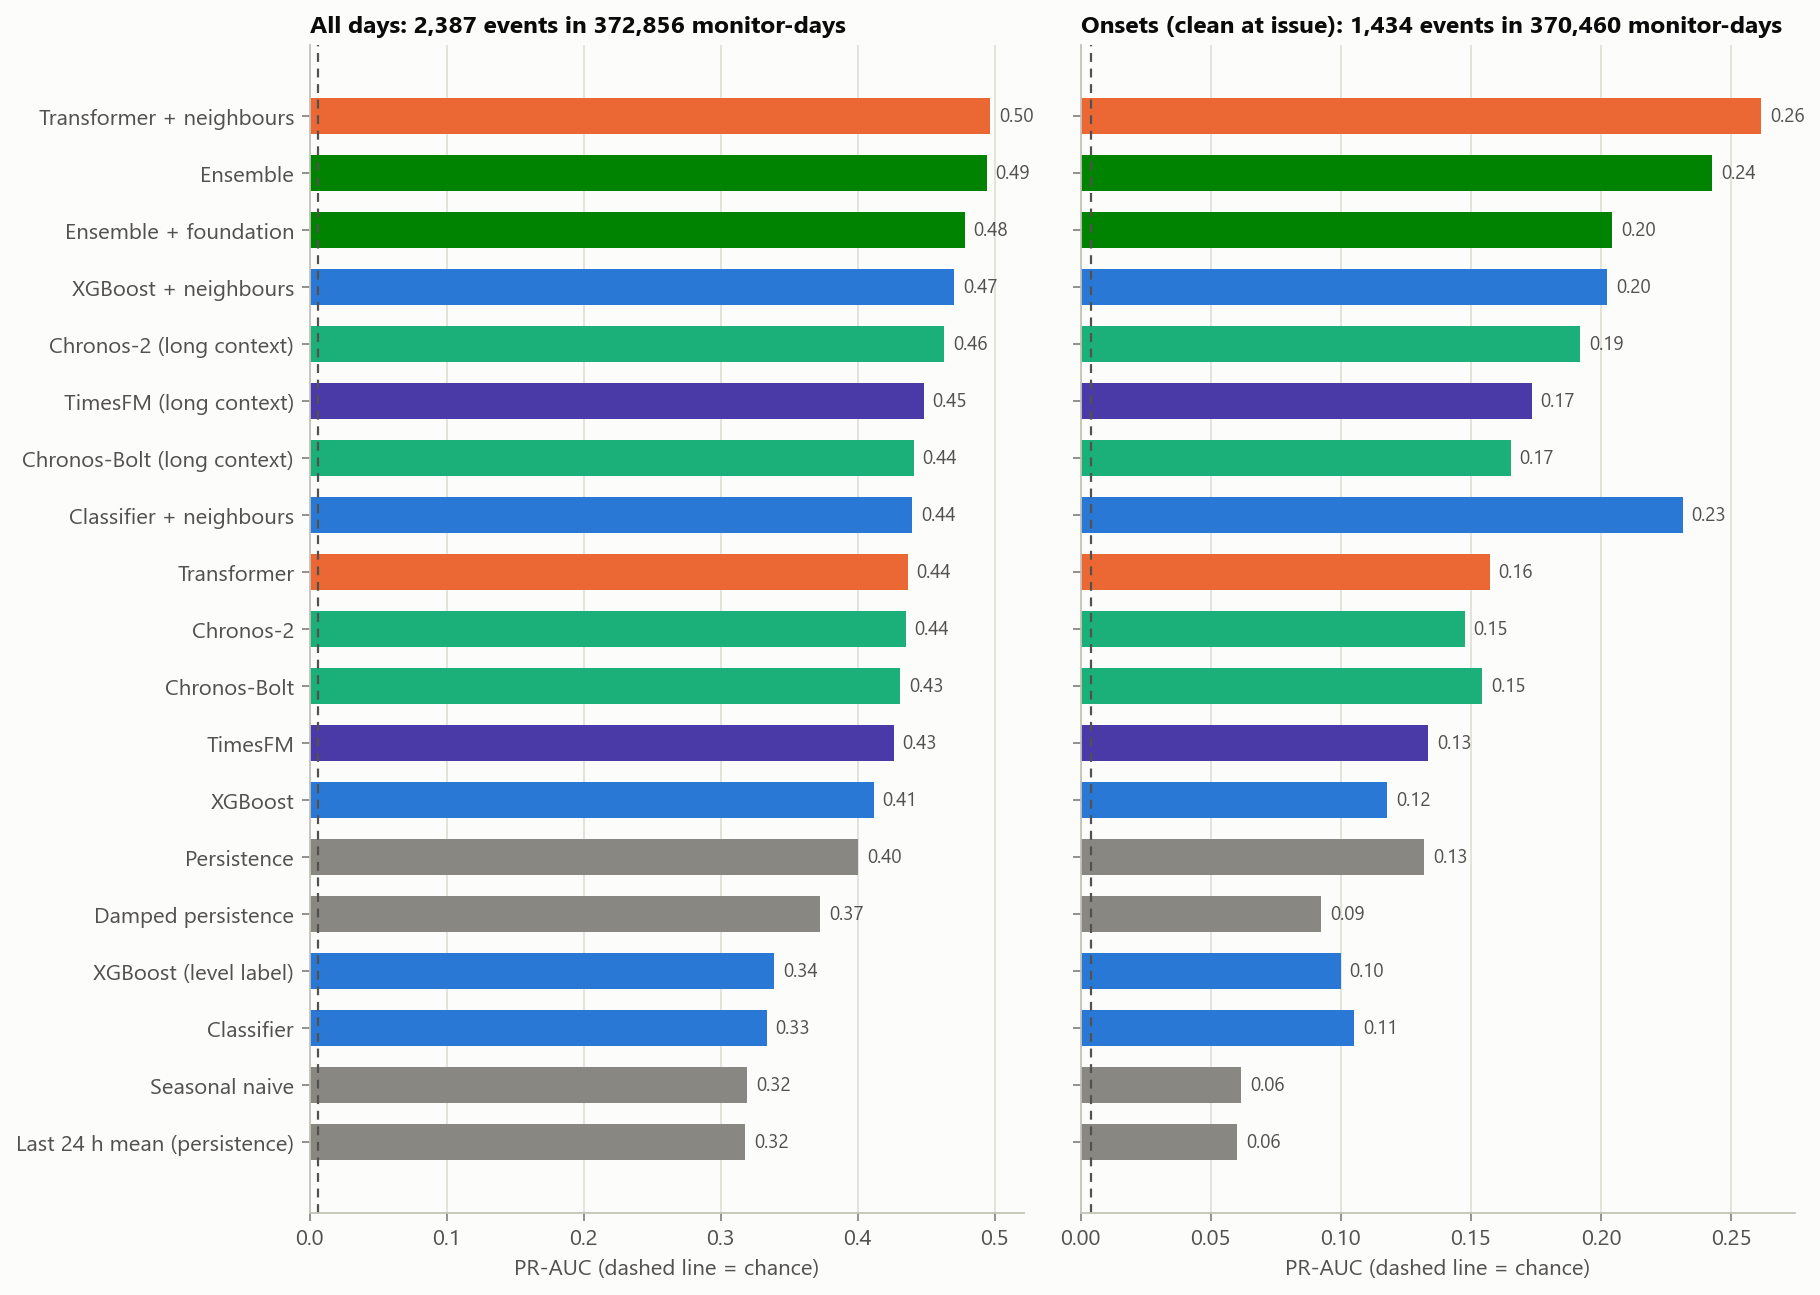 All days: 2,387 events in 372,856 monitor-days
Transformer + neighbours 0.50
Ensemble 0.49
Ensemble + foundation 0.48
XGBoost + neighbours 0.47
Chronos-2 (long context) 0.46
TimesFM (long context) 0.45
Chronos-Bolt (long context) 0.44
Classifier + neighbours 0.44
Transformer 0.44
Chronos-2 0.44
Chronos-Bolt 0.43
TimesFM 0.43
XGBoost 0.41
Persistence 0.40
Damped persistence 0.37
XGBoost (level label) 0.34
Classifier 0.33
Seasonal naive 0.32
Last 24 h mean (persistence) 0.32
0.0 0.1 0.2 0.3 0.4 0.5
PR-AUC (dashed line = chance)
Onsets (clean at issue): 1,434 events in 370,460 monitor-days
0.26
0.24
0.20
0.20
0.19
0.17
0.17
0.23
0.16
0.15
0.15
0.13
0.12
0.13
0.09
0.10
0.11
0.06
0.06
0.00 0.05 0.10 0.15 0.20 0.25
PR-AUC (dashed line = chance)